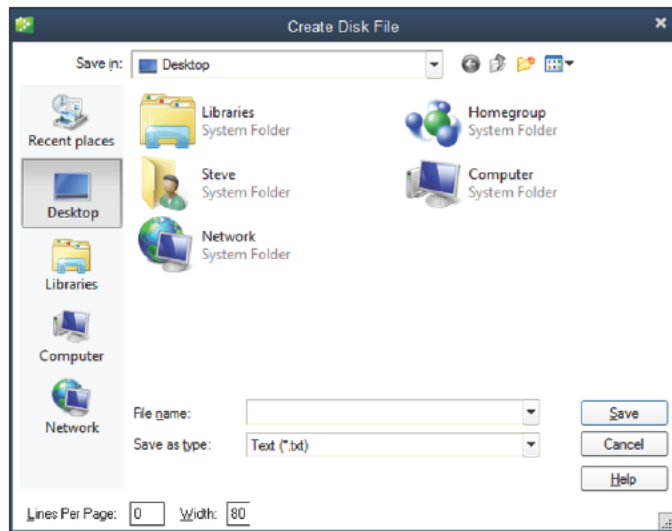 Create Disk File
Save in: Desktop
Recent places
Desktop
Libraries
Computer
Network
Libraries
System Folder
Homegroup
System Folder
Steve
System Folder
Computer
System Folder
Network
System Folder
File name:
Save
Save as type: Text (*.txt)
Cancel
Help
Lines Per Page: 0 Width: 80